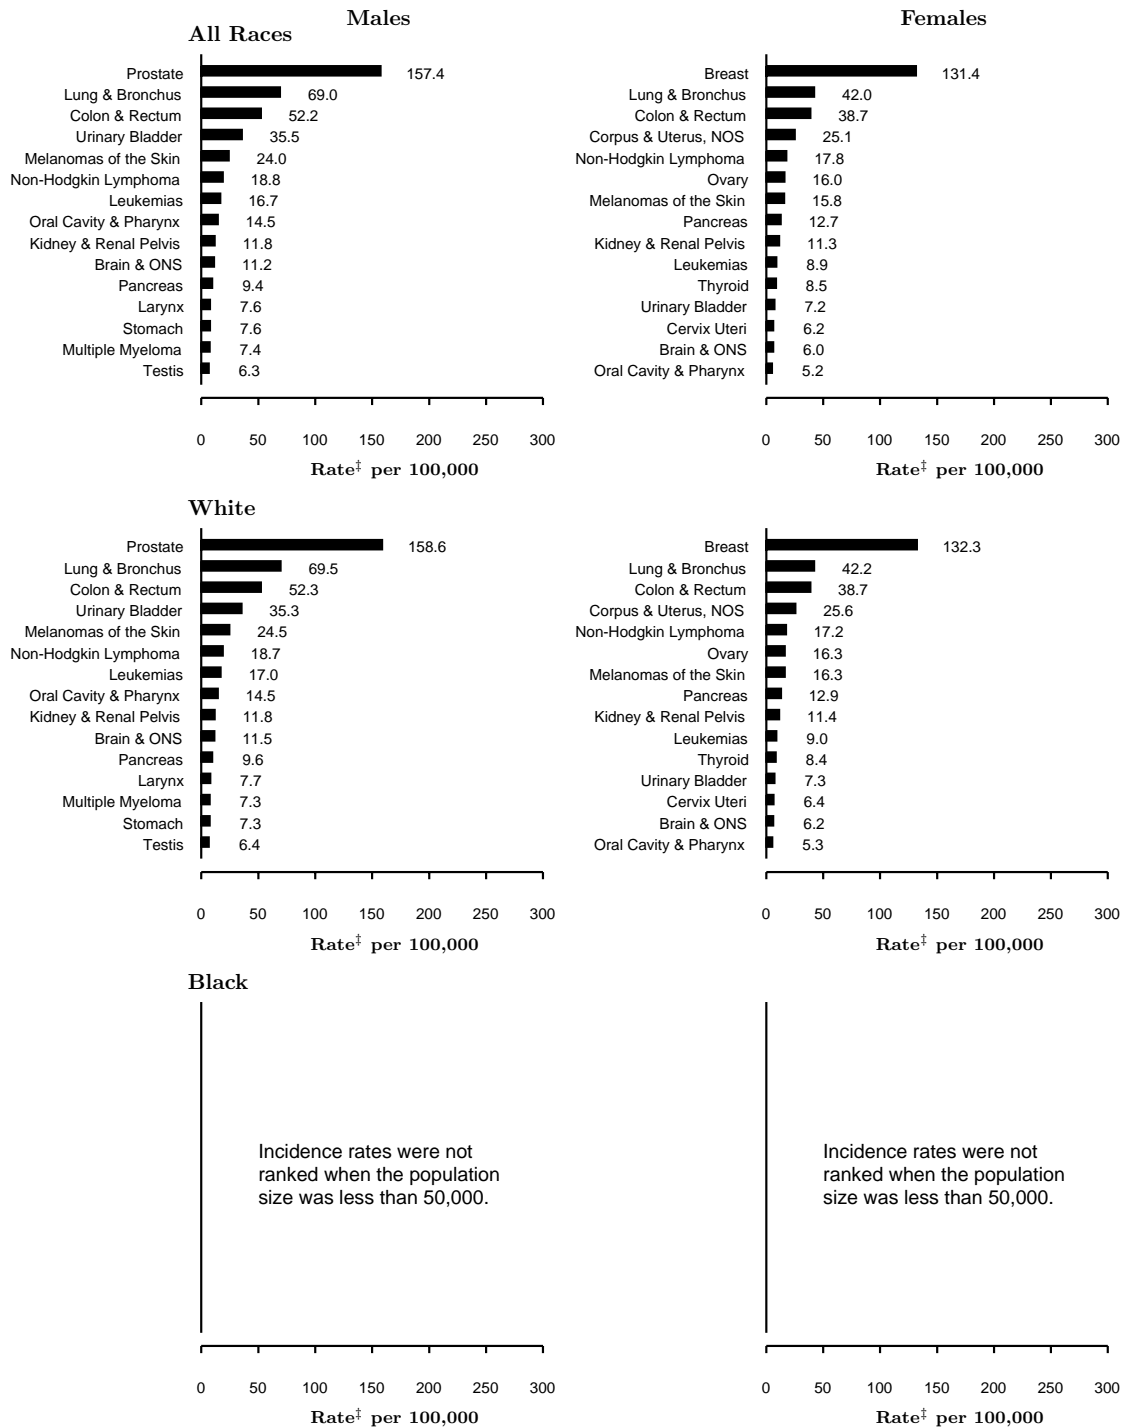 Males
Females
All Races
Prostate 157.4
Lung & Bronchus 69.0
Colon & Rectum 52.2
Urinary Bladder 35.5
Melanomas of the Skin 24.0
Non-Hodgkin Lymphoma 18.8
Leukemias 16.7
Oral Cavity & Pharynx 14.5
Kidney & Renal Pelvis 11.8
Brain & ONS 11.2
Pancreas 9.4
Larynx 7.6
Stomach 7.6
Multiple Myeloma 7.4
Testis 6.3
0 50 100 150 200 250 300
Rate‡ per 100,000
Breast 131.4
Lung & Bronchus 42.0
Colon & Rectum 38.7
Corpus & Uterus, NOS 25.1
Non-Hodgkin Lymphoma 17.8
Ovary 16.0
Melanomas of the Skin 15.8
Pancreas 12.7
Kidney & Renal Pelvis 11.3
Leukemias 8.9
Thyroid 8.5
Urinary Bladder 7.2
Cervix Uteri 6.2
Brain & ONS 6.0
Oral Cavity & Pharynx 5.2
0 50 100 150 200 250 300
Rate‡ per 100,000
White
Prostate 158.6
Lung & Bronchus 69.5
Colon & Rectum 52.3
Urinary Bladder 35.3
Melanomas of the Skin 24.5
Non-Hodgkin Lymphoma 18.7
Leukemias 17.0
Oral Cavity & Pharynx 14.5
Kidney & Renal Pelvis 11.8
Brain & ONS 11.5
Pancreas 9.6
Larynx 7.7
Multiple Myeloma 7.3
Stomach 7.3
Testis 6.4
0 50 100 150 200 250 300
Rate‡ per 100,000
Breast 132.3
Lung & Bronchus 42.2
Colon & Rectum 38.7
Corpus & Uterus, NOS 25.6
Non-Hodgkin Lymphoma 17.2
Ovary 16.3
Melanomas of the Skin 16.3
Pancreas 12.9
Kidney & Renal Pelvis 11.4
Leukemias 9.0
Thyroid 8.4
Urinary Bladder 7.3
Cervix Uteri 6.4
Brain & ONS 6.2
Oral Cavity & Pharynx 5.3
0 50 100 150 200 250 300
Rate‡ per 100,000
Black
Incidence rates were not
ranked when the population
size was less than 50,000.
0 50 100 150 200 250 300
Rate‡ per 100,000
Incidence rates were not
ranked when the population
size was less than 50,000.
0 50 100 150 200 250 300
Rate‡ per 100,000